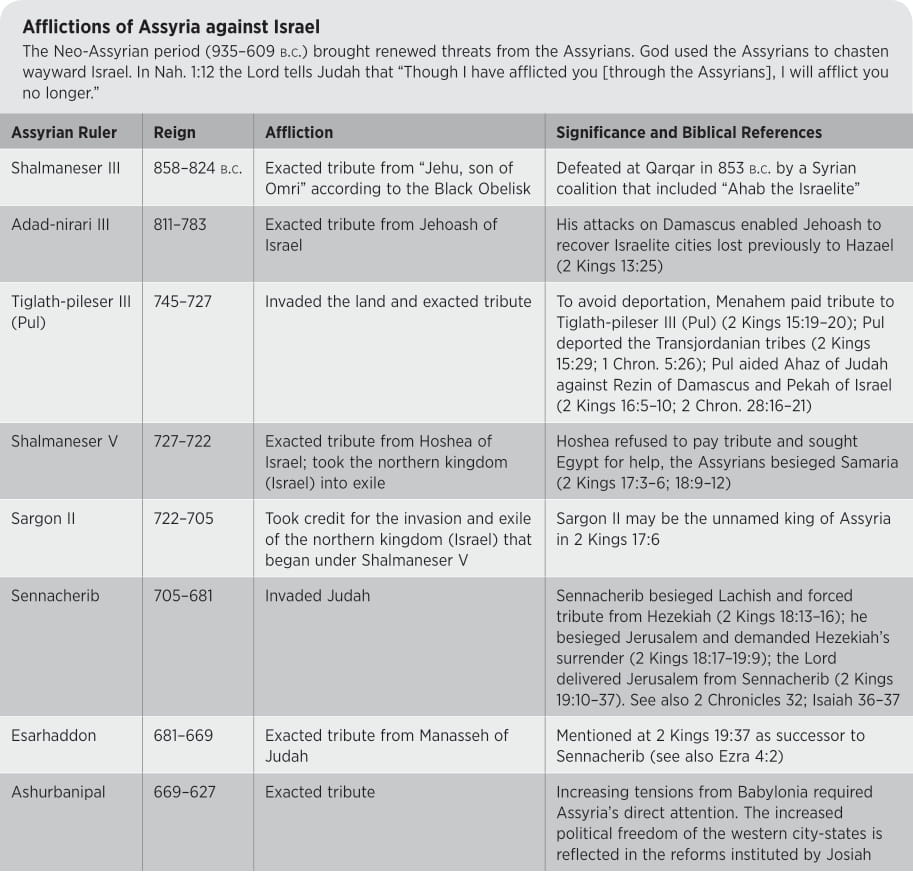 Afflictions of Assyria against Israel
The Neo-Assyrian period (935–609 B.C.) brought renewed threats from the Assyrians. God used the Assyrians to chasten
wayward Israel. In Nah. 1:12 the Lord tells Judah that “Though I have afflicted you [through the Assyrians], I will afflict you
no longer.”
Assyrian Ruler Reign Affliction Significance and Biblical References
Shalmaneser III 858–824 B.C. Exacted tribute from “Jehu, son of Defeated at Qarqar in 853 B.C. by a Syrian
Omri” according to the Black Obelisk coalition that included “Ahab the Israelite”
Adad-nirari III 811–783 Exacted tribute from Jehoash of His attacks on Damascus enabled Jehoash to
Israel recover Israelite cities lost previously to Hazael
(2 Kings 13:25)
Tiglath-pileser III 745–727 Invaded the land and exacted tribute To avoid deportation, Menahem paid tribute to
(Pul) Tiglath-pileser III (Pul) (2 Kings 15:19–20); Pul
deported the Transjordanian tribes (2 Kings
15:29; 1 Chron. 5:26); Pul aided Ahaz of Judah
against Rezin of Damascus and Pekah of Israel
(2 Kings 16:5–10; 2 Chron. 28:16–21)
Shalmaneser V 727–722 Exacted tribute from Hoshea of Hoshea refused to pay tribute and sought
Israel; took the northern kingdom Egypt for help, the Assyrians besieged Samaria
(Israel) into exile (2 Kings 17:3–6; 18:9–12)
Sargon II 722–705 Took credit for the invasion and exile Sargon II may be the unnamed king of Assyria
of the northern kingdom (Israel) that in 2 Kings 17:6
began under Shalmaneser V
Sennacherib 705–681 Invaded Judah Sennacherib besieged Lachish and forced
tribute from Hezekiah (2 Kings 18:13–16); he
besieged Jerusalem and demanded Hezekiah’s
surrender (2 Kings 18:17–19:9); the Lord
delivered Jerusalem from Sennacherib (2 Kings
19:10–37). See also 2 Chronicles 32; Isaiah 36–37
Esarhaddon 681–669 Exacted tribute from Manasseh of Mentioned at 2 Kings 19:37 as successor to
Judah Sennacherib (see also Ezra 4:2)
Ashurbanipal 669–627 Exacted tribute Increasing tensions from Babylonia required
Assyria’s direct attention. The increased
political freedom of the western city-states is
reflected in the reforms instituted by Josiah